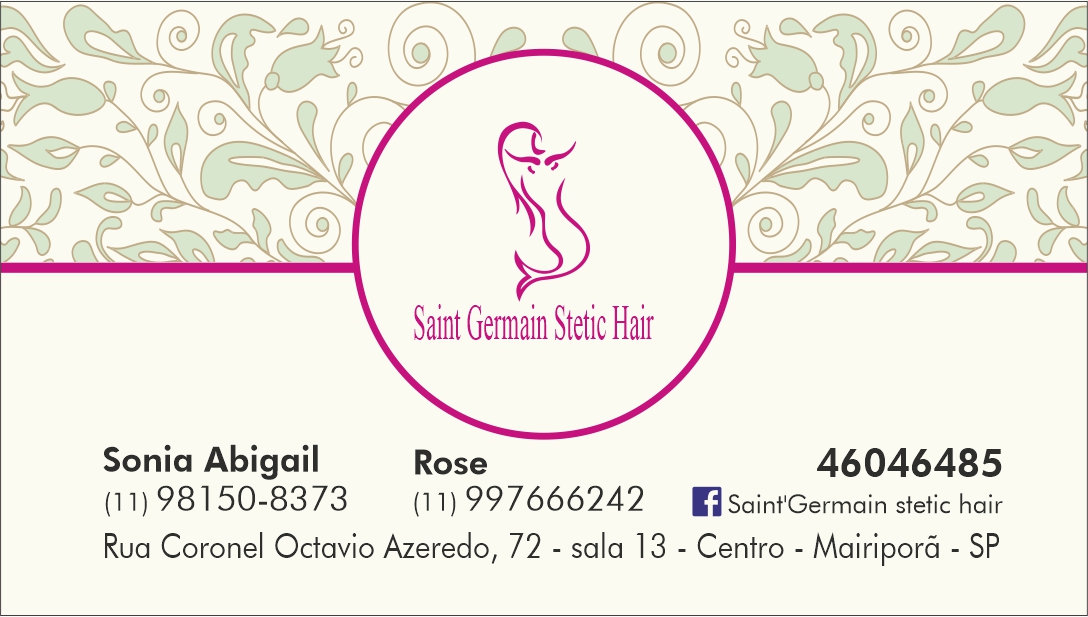 Saint Germain Stetic Hair
Sonia Abigail
(11) 98150-8373
Rose
(11) 997666242
46046485
Saint'Germain stetic hair
Rua Coronel Octavio Azeredo, 72 - sala 13 - Centro - Mairiporã - SP